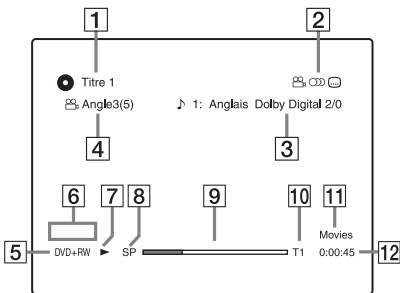 1
2
Titre 1
Angle3(5)
1: Anglais Dolby Digital 2/0
4
3
6
7
8
9
10
11
Movies
5
DVD+RW
SP
T1
0:00:45
12